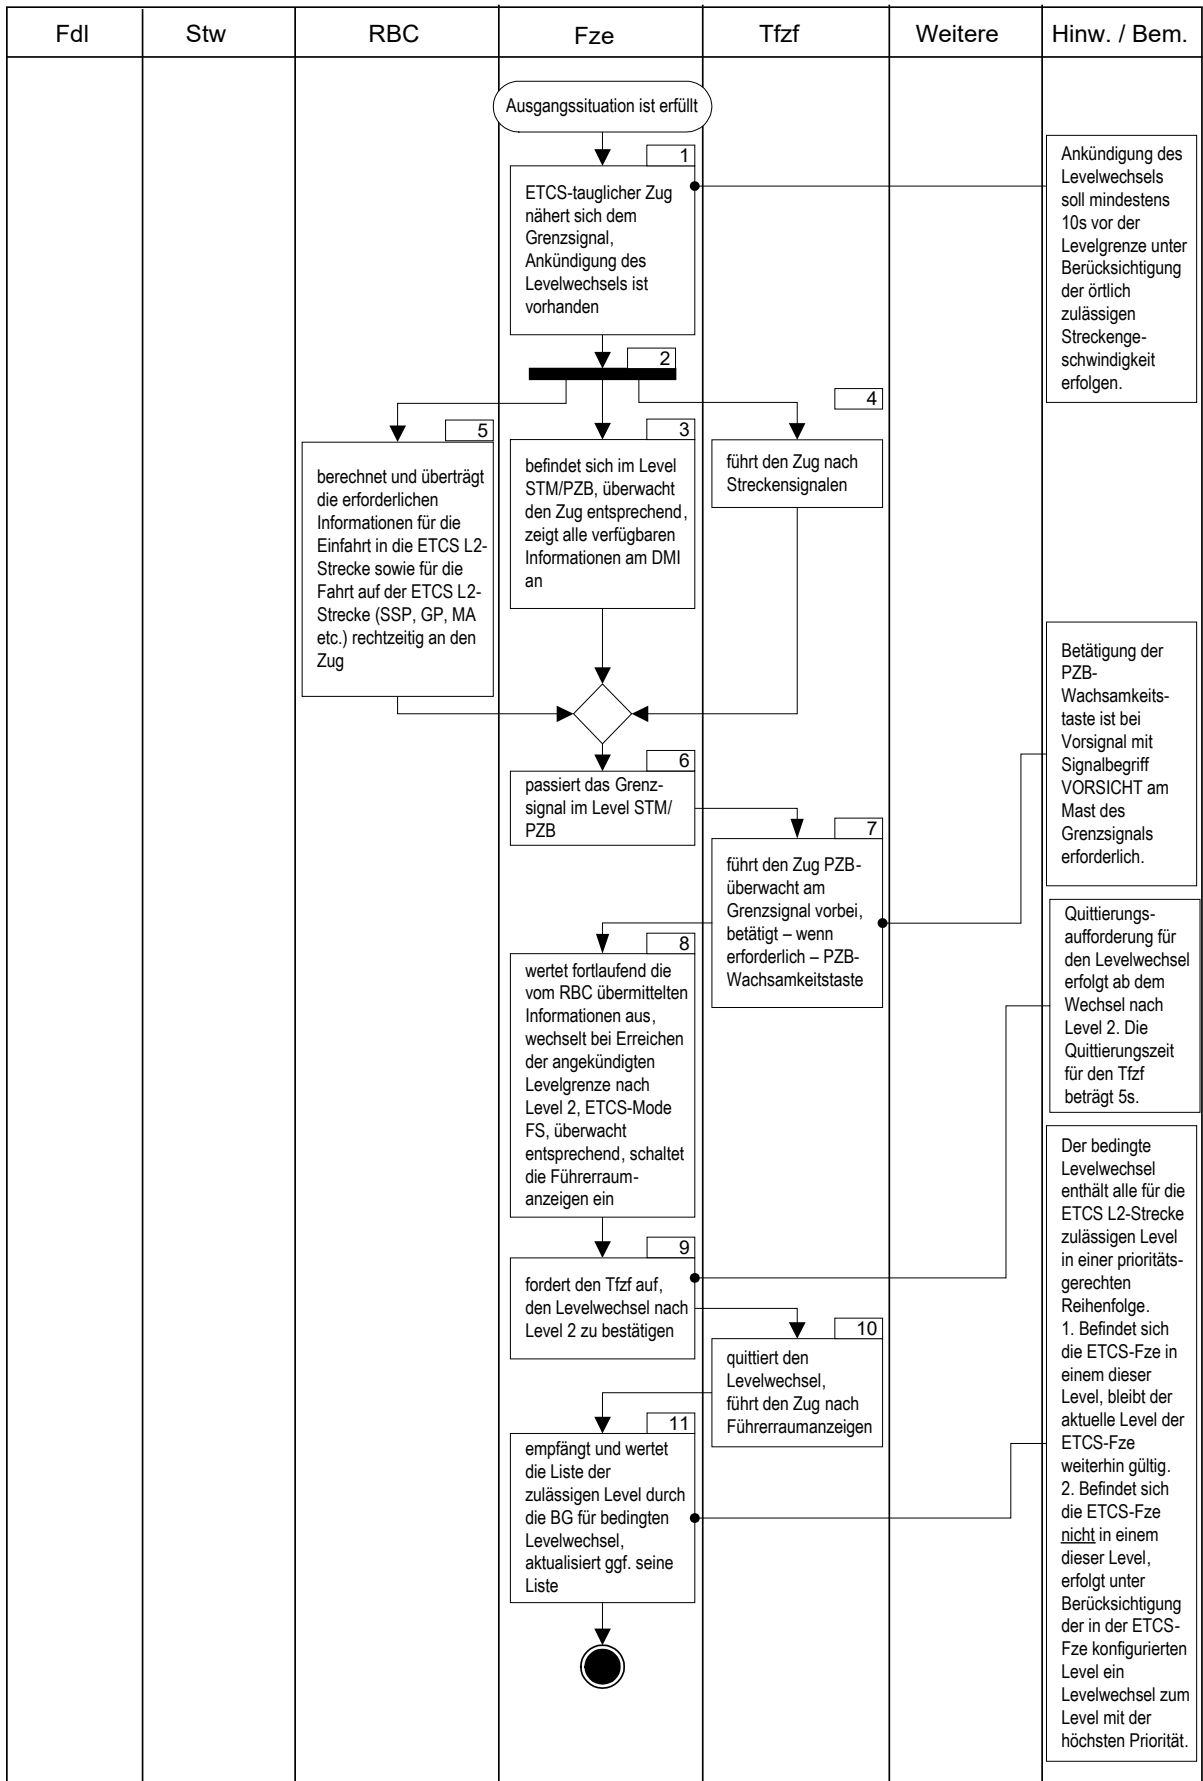 Fdl
Stw
RBC
Fze
Tfzf
Weitere
Hinw. / Bem.
Ausgangssituation ist erfüllt
1
ETCS-tauglicher Zug
nähert sich dem
Grenzsignal,
Ankündigung des
Levelwechsels ist
vorhanden
Ankündigung des
Levelwechsels
soll mindestens
10s vor der
Levelgrenze unter
Berücksichtigung
der örtlich
zulässigen
Streckenge-
schwindigkeit
erfolgen.
2
5
berechnet und überträgt
die erforderlichen
Informationen für die
Einfahrt in die ETCS L2-
Strecke sowie für die
Fahrt auf der ETCS L2-
Strecke (SSP, GP, MA
etc.) rechtzeitig an den
Zug
3
befindet sich im Level
STM/PZB, überwacht
den Zug entsprechend,
zeigt alle verfügbaren
Informationen am DMI
an
4
führt den Zug nach
Streckensignalen
6
passiert das Grenz-
signal im Level STM/
PZB
7
führt den Zug PZB-
überwacht am
Grenzsignal vorbei,
betätigt – wenn
erforderlich – PZB-
Wachsamkeitstaste
Betätigung der
PZB-
Wachsamkeits-
taste ist bei
Vorsignal mit
Signalbegriff
VORSICHT am
Mast des
Grenzsignals
erforderlich.
8
wertet fortlaufend die
vom RBC übermittelten
Informationen aus,
wechselt bei Erreichen
der angekündigten
Levelgrenze nach
Level 2, ETCS-Mode
FS, überwacht
entsprechend, schaltet
die Führerraum-
anzeigen ein
9
fordert den Tfzf auf,
den Levelwechsel nach
Level 2 zu bestätigen
Quittierungs-
aufforderung für
den Levelwechsel
erfolgt ab dem
Wechsel nach
Level 2. Die
Quittierungszeit
für den Tfzf
beträgt 5s.
10
quittiert den
Levelwechsel,
führt den Zug nach
Führerraumanzeigen
11
empfängt und wertet
die Liste der
zulässigen Level durch
die BG für bedingten
Levelwechsel,
aktualisiert ggf. seine
Liste
Der bedingte
Levelwechsel
enthält alle für die
ETCS L2-Strecke
zulässigen Level
in einer prioritäts-
gerechten
Reihenfolge.
1. Befindet sich
die ETCS-Fze in
einem dieser
Level, bleibt der
aktuelle Level der
ETCS-Fze
weiterhin gültig.
2. Befindet sich
die ETCS-Fze
nicht in einem
dieser Level,
erfolgt unter
Berücksichtigung
der in der ETCS-
Fze konfigurierten
Level ein
Levelwechsel zum
Level mit der
höchsten Priorität.